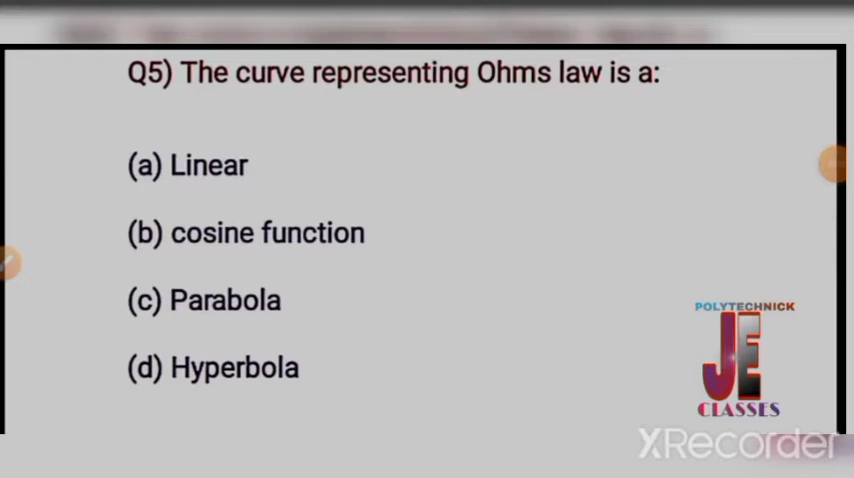 Q5) The curve representing Ohms law is a:
(a) Linear
(b) cosine function
(c) Parabola
(d) Hyperbola
POLYTECHNICK
JE
CLASSES
XRecorder